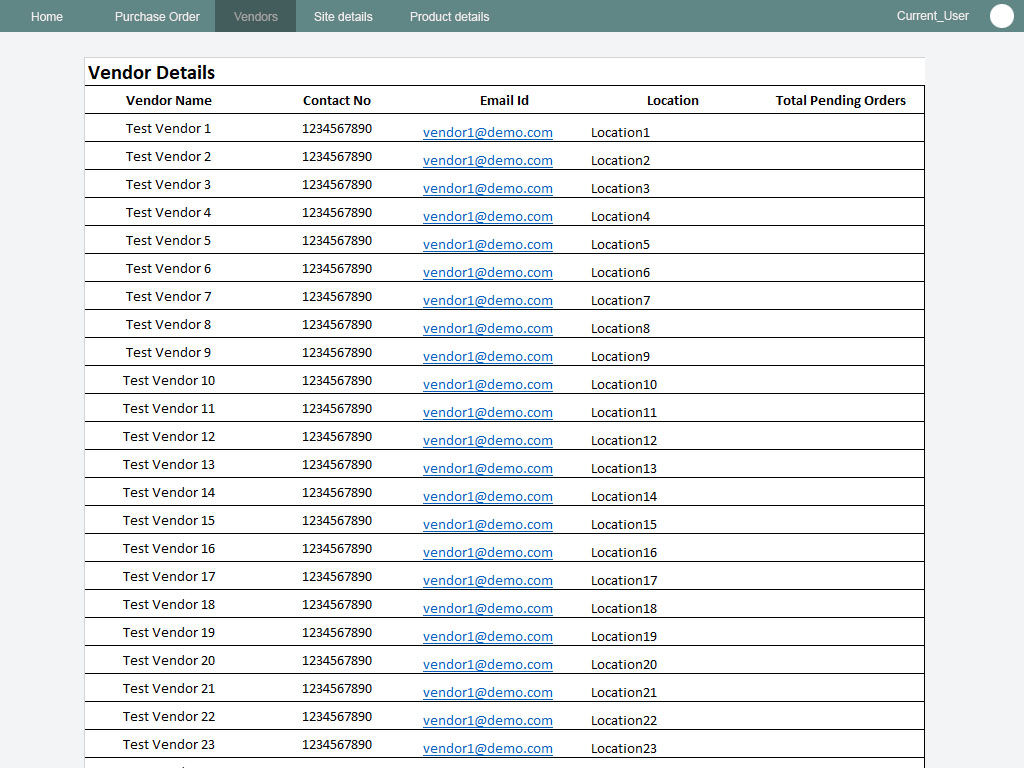 Home Purchase Order Vendors Site details Product details Current_User
Vendor Details
Vendor Name Contact No Email Id Location Total Pending Orders
Test Vendor 1 1234567890 vendor1@demo.com Location1
Test Vendor 2 1234567890 vendor1@demo.com Location2
Test Vendor 3 1234567890 vendor1@demo.com Location3
Test Vendor 4 1234567890 vendor1@demo.com Location4
Test Vendor 5 1234567890 vendor1@demo.com Location5
Test Vendor 6 1234567890 vendor1@demo.com Location6
Test Vendor 7 1234567890 vendor1@demo.com Location7
Test Vendor 8 1234567890 vendor1@demo.com Location8
Test Vendor 9 1234567890 vendor1@demo.com Location9
Test Vendor 10 1234567890 vendor1@demo.com Location10
Test Vendor 11 1234567890 vendor1@demo.com Location11
Test Vendor 12 1234567890 vendor1@demo.com Location12
Test Vendor 13 1234567890 vendor1@demo.com Location13
Test Vendor 14 1234567890 vendor1@demo.com Location14
Test Vendor 15 1234567890 vendor1@demo.com Location15
Test Vendor 16 1234567890 vendor1@demo.com Location16
Test Vendor 17 1234567890 vendor1@demo.com Location17
Test Vendor 18 1234567890 vendor1@demo.com Location18
Test Vendor 19 1234567890 vendor1@demo.com Location19
Test Vendor 20 1234567890 vendor1@demo.com Location20
Test Vendor 21 1234567890 vendor1@demo.com Location21
Test Vendor 22 1234567890 vendor1@demo.com Location22
Test Vendor 23 1234567890 vendor1@demo.com Location23